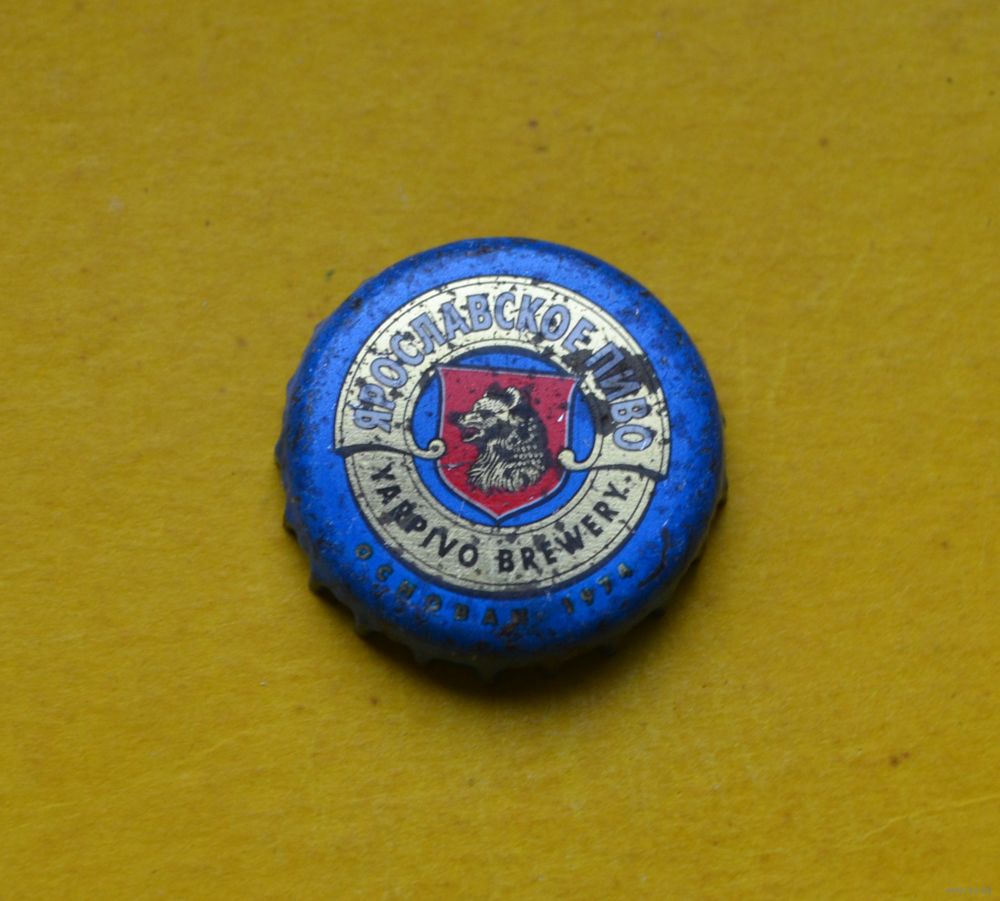 ЯРОСЛАВСКОЕ ПИВО
YARPIVO BREWERY.
ОСНОВАН 1974